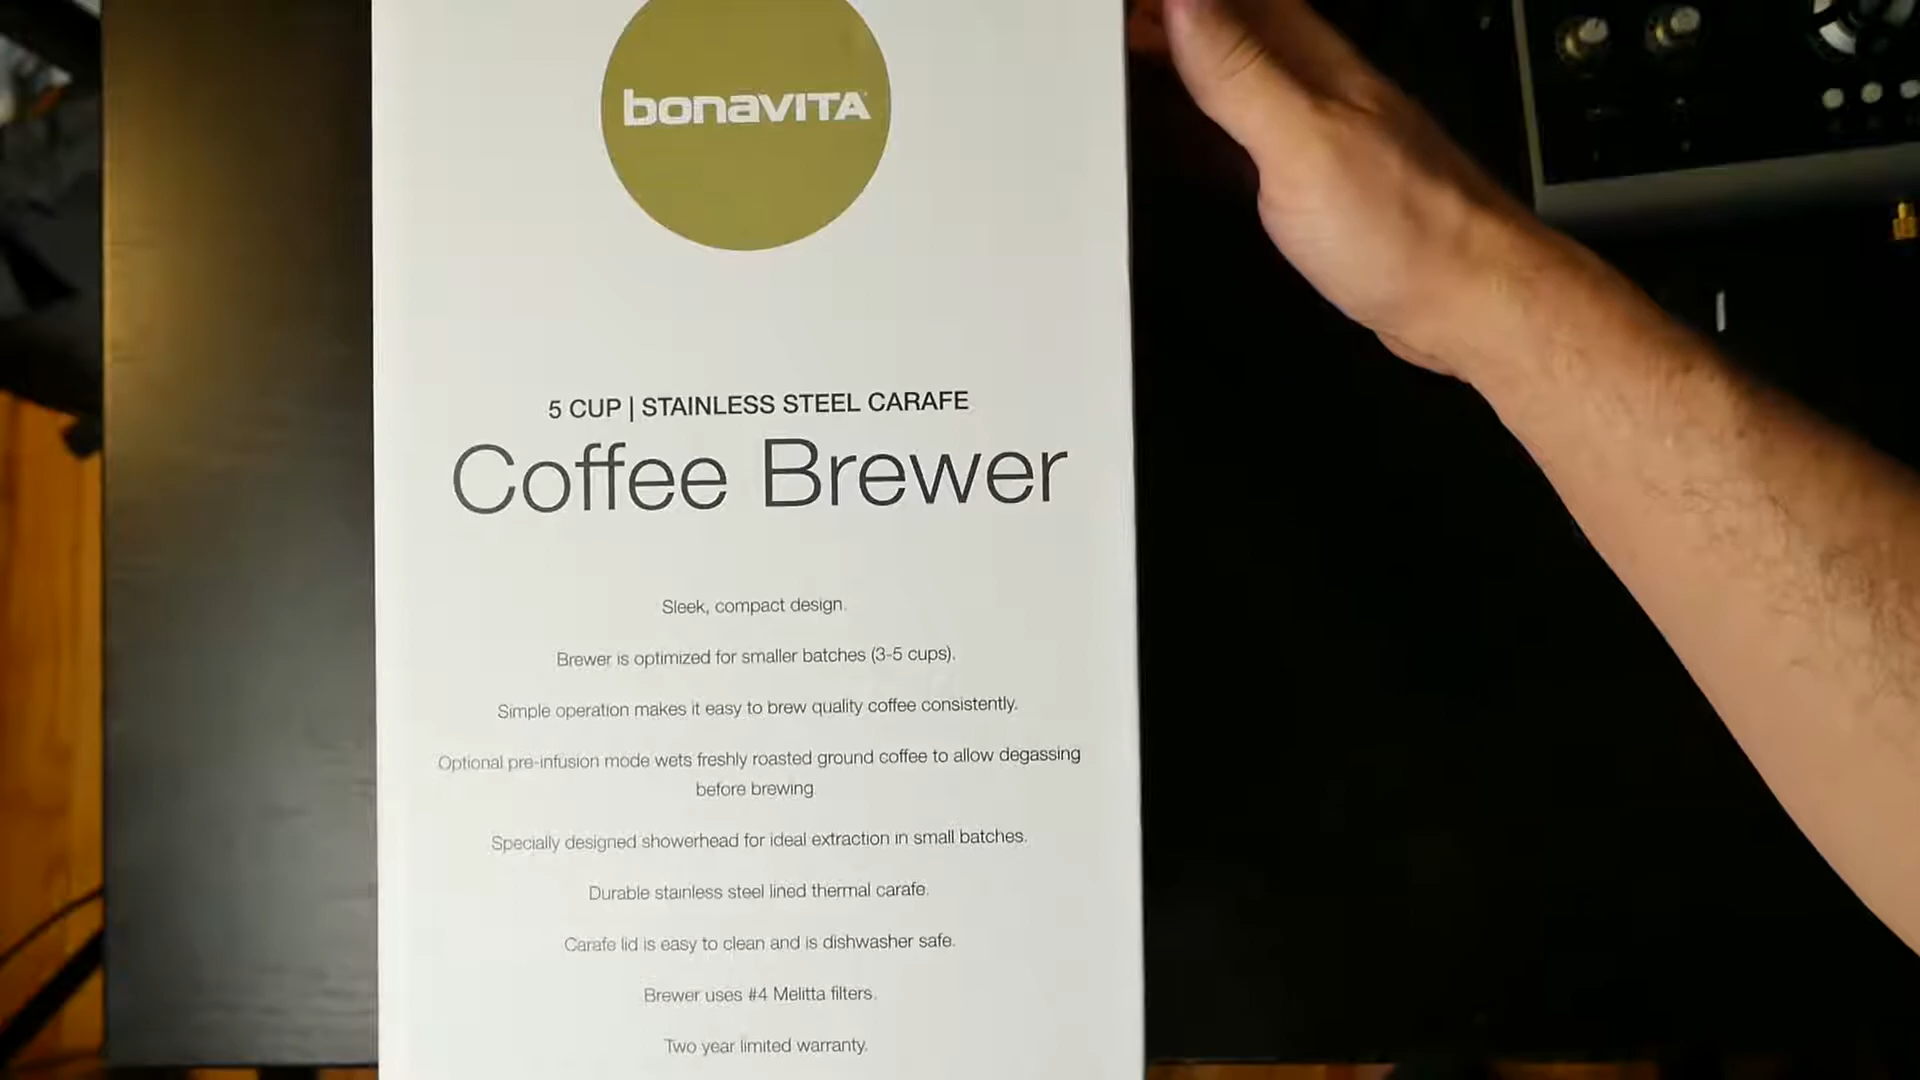 bonaVITA
5 CUP | STAINLESS STEEL CARAFE
Coffee Brewer
Sleek, compact design.
Brewer is optimized for smaller batches (3-5 cups).
Simple operation makes it easy to brew quality coffee consistently.
Optional pre-infusion mode wets freshly roasted ground coffee to allow degassing
before brewing
Specially designed showerhead for ideal extraction in small batches.
Durable stainless steel lined thermal carafe.
Carafe lid is easy to clean and is dishwasher safe.
Brewer uses #4 Melitta filters.
Two year limited warranty.